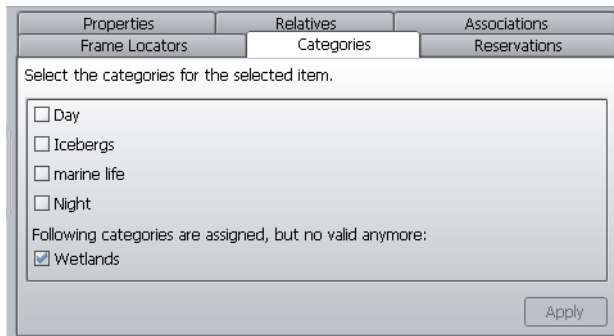 Properties Relatives Associations
Frame Locators Categories Reservations
Select the categories for the selected item.
Day
Icebergs
marine life
Night
Following categories are assigned, but no valid anymore:
Wetlands
Apply